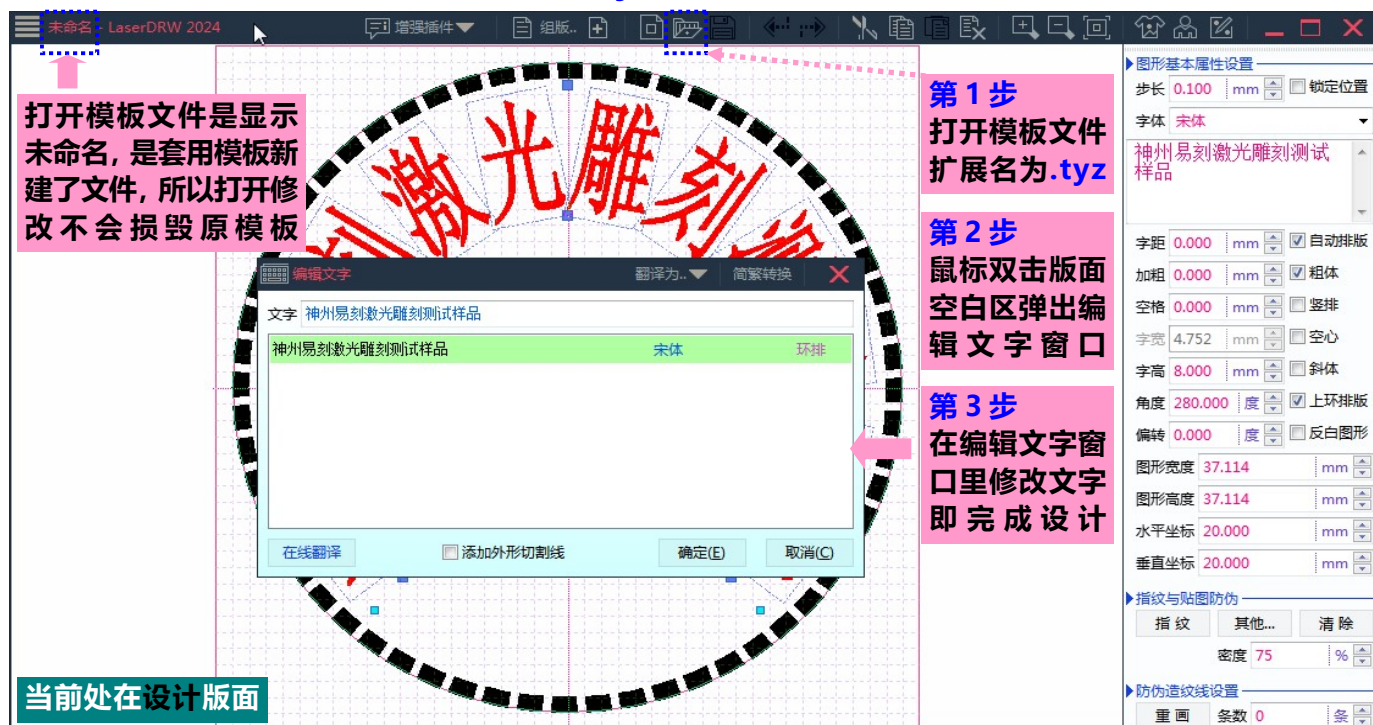 未命名 - LaserDRW 2024
增强插件
组版..
打开模板文件是显示
未命名, 是套用模板新
建了文件, 所以打开修
改不会损毁原模板
激光雕刻
第 1 步
打开模板文件
扩展名为.tyz
第 2 步
鼠标双击版面
空白区弹出编
辑文字窗口
第 3 步
在编辑文字窗
口里修改文字
即完成设计
编辑文字
翻译为..
简繁转换
文字 神州易刻激光雕刻测试样品
神州易刻激光雕刻测试样品 宋体 环排
在线翻译 添加外形切割线 确定(E) 取消(C)
当前处在设计版面
图形基本属性设置
步长 0.100 mm 锁定位置
字体 宋体
神州易刻激光雕刻测试
样品
字距 0.000 mm 自动排版
加粗 0.000 mm 粗体
空格 0.000 mm 竖排
字宽 4.752 mm 空心
字高 8.000 mm 斜体
角度 280.000 度 上环排版
偏转 0.000 度 反白图形
图形宽度 37.114 mm
图形高度 37.114 mm
水平坐标 20.000 mm
垂直坐标 20.000 mm
指纹与贴图防伪
指纹 其他... 清除
密度 75 %
防伪造纹线设置
重画 条数 0 条